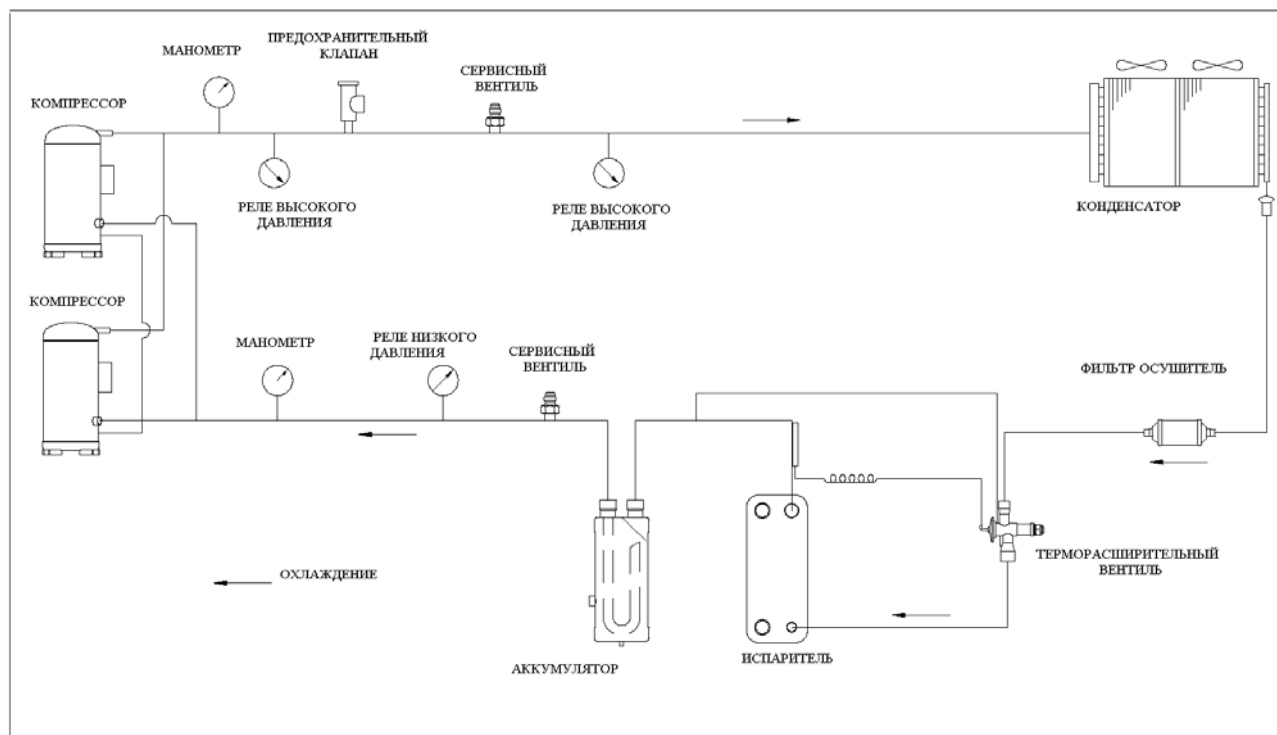 ПРЕДОХРАНИТЕЛЬНЫЙ
КЛАПАН
МАНОМЕТР
СЕРВИСНЫЙ
ВЕНТИЛЬ
КОМПРЕССОР
РЕЛЕ ВЫСОКОГО
ДАВЛЕНИЯ
РЕЛЕ ВЫСОКОГО
ДАВЛЕНИЯ
КОНДЕНСАТОР
КОМПРЕССОР
МАНОМЕТР
РЕЛЕ НИЗКОГО
ДАВЛЕНИЯ
СЕРВИСНЫЙ
ВЕНТИЛЬ
ФИЛЬТР ОСУШИТЕЛЬ
ТЕРМОРАСШИРИТЕЛЬНЫЙ
ВЕНТИЛЬ
ОХЛАЖДЕНИЕ
АККУМУЛЯТОР
ИСПАРИТЕЛЬ